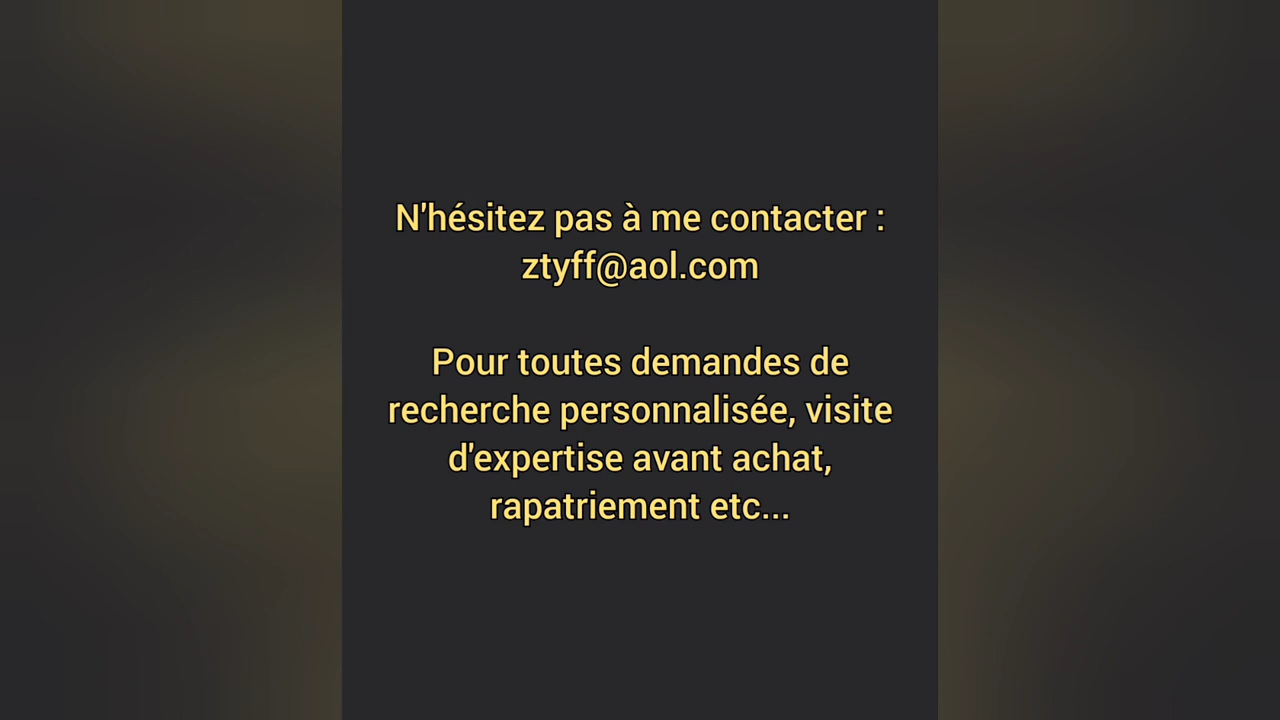 N'hésitez pas à me contacter :
ztyff@aol.com
Pour toutes demandes de
recherche personnalisée, visite
d'expertise avant achat,
rapatriement etc...